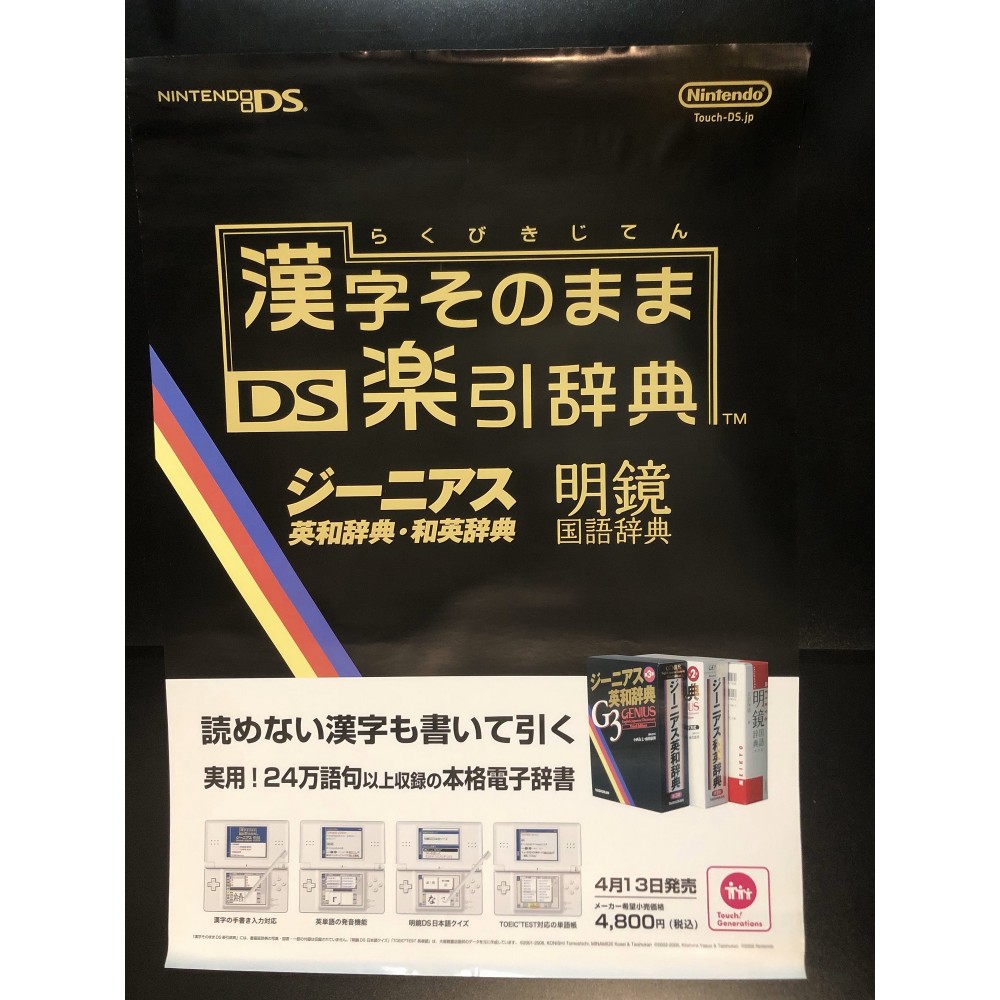 NINTENDO DS
Nintendo
Touch-DS.jp
らくびきじてん
漢字そのまま
DS 楽引辞典 TM
ジーニアス
英和辞典・和英辞典
明鏡
国語辞典
ジーニアス
英和辞典
G3 GENIUS
ジーニアス英和辞典
ジーニアス和英辞典
明鏡
国語辞典
読めない漢字も書いて引く
実用！24万語句以上収録の本格電子辞書
漢字の手書き入力対応
英単語の発音機能
明鏡DS日本語クイズ
TOEIC®TEST対応の単語帳
4月13日発売
メーカー希望小売価格
4,800円(税込)
Touch!
Generations